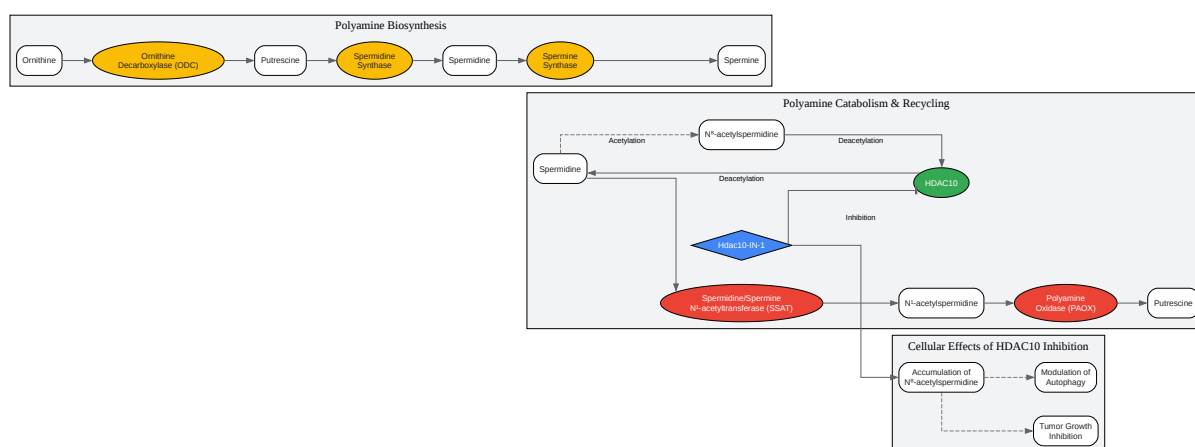 Polyamine Biosynthesis
Ornithine
Ornithine
Decarboxylase (ODC)
Putrescine
Spermidine
Synthase
Spermidine
Spermine
Synthase
Spermine
Polyamine Catabolism & Recycling
N⁸-acetylspermidine
Acetylation
Deacetylation
Spermidine
Deacetylation
HDAC10
Inhibition
Hdac10-IN-1
Spermidine/Spermine
N¹-acetyltransferase (SSAT)
N¹-acetylspermidine
Polyamine
Oxidase (PAOX)
Putrescine
Cellular Effects of HDAC10 Inhibition
Accumulation of
N⁸-acetylspermidine
Modulation of
Autophagy
Tumor Growth
Inhibition